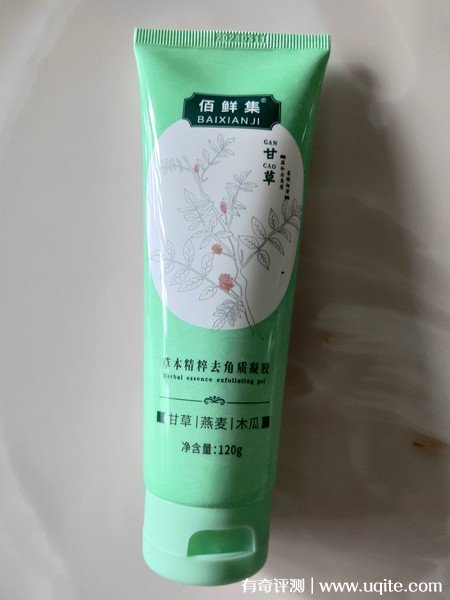 佰鲜集®
BAIXIANJI
GAN
甘
CAO
草
草本精粹去角质凝胶
Herbal essence exfoliating gel
甘草|燕麦|木瓜
净含量:120g
有奇评测 | www.uqite.com